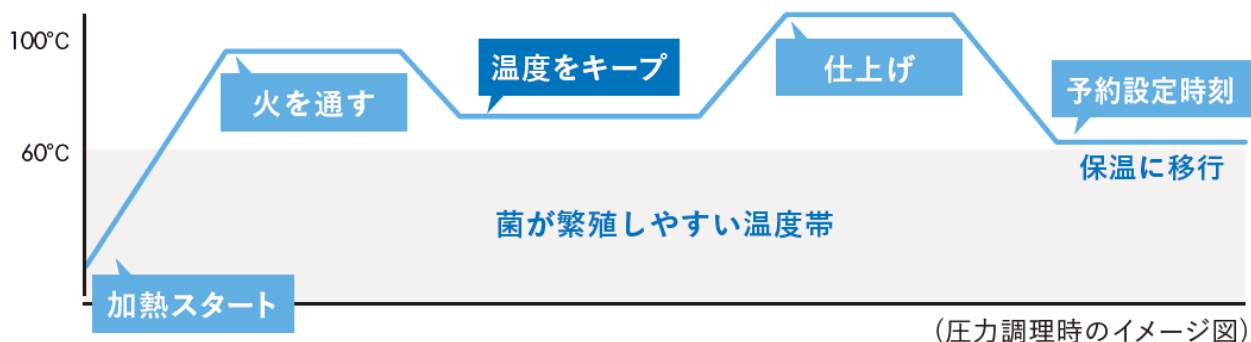 100°C
火を通す
温度をキープ
仕上げ
予約設定時刻
保温に移行
60°C
菌が繁殖しやすい温度帯
加熱スタート
（圧力調理時のイメージ図）